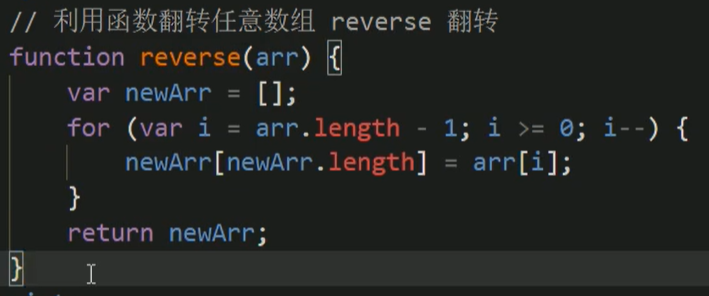 // 利用函数翻转任意数组 reverse 翻转
function reverse(arr) {
    var newArr = [];
    for (var i = arr.length - 1; i >= 0; i--) {
        newArr[newArr.length] = arr[i];
    }
    return newArr;
}